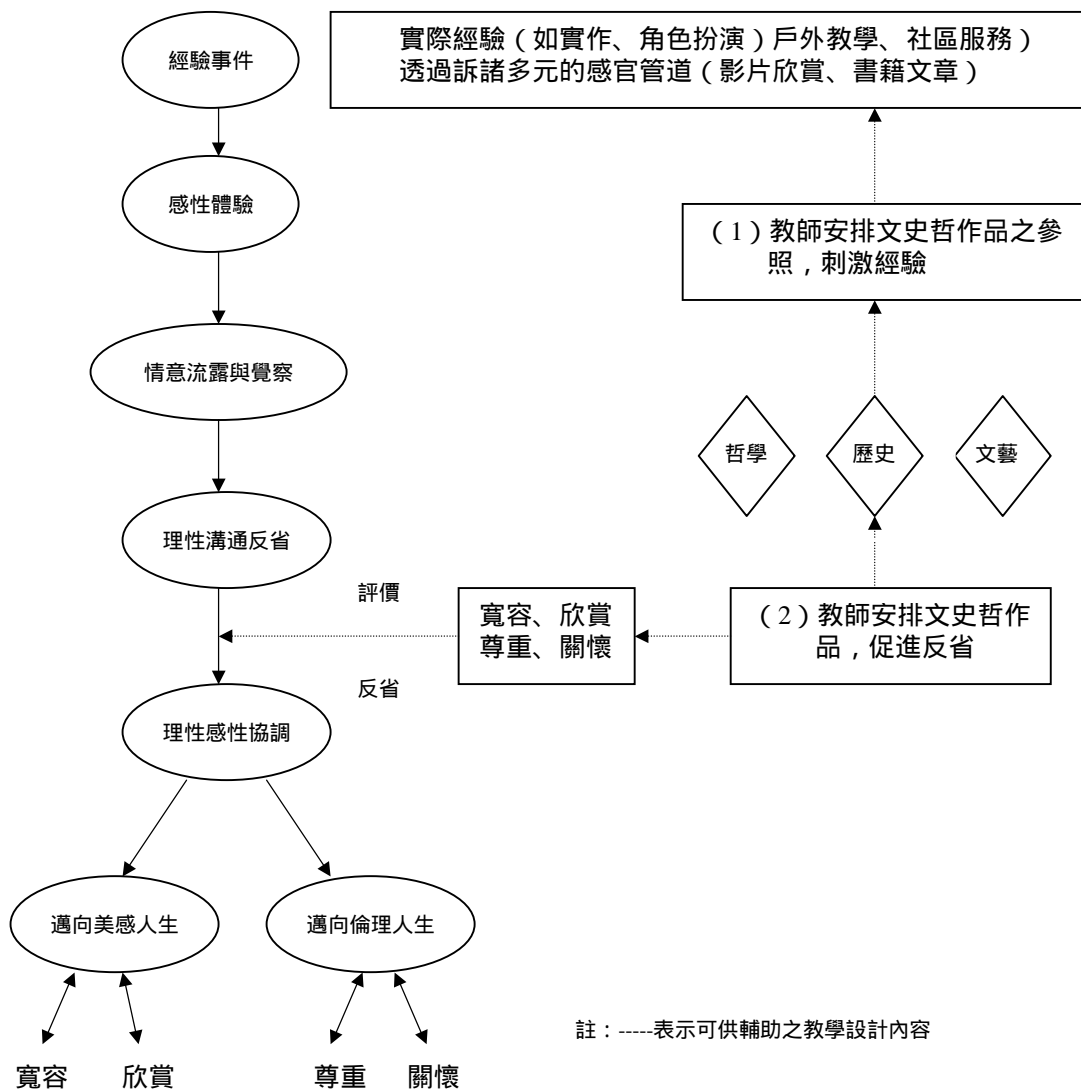 經驗事件
實際經驗（如實作、角色扮演）戶外教學、社區服務）
透過訴諸多元的感官管道（影片欣賞、書籍文章）
感性體驗
（1）教師安排文史哲作品之參
照，刺激經驗
情意流露與覺察
哲學
歷史
文藝
理性溝通反省
評價
寬容、欣賞
尊重、關懷
（2）教師安排文史哲作
品，促進反省
反省
理性感性協調
邁向美感人生
邁向倫理人生
註：-----表示可供輔助之教學設計內容
寬容
欣賞
尊重
關懷